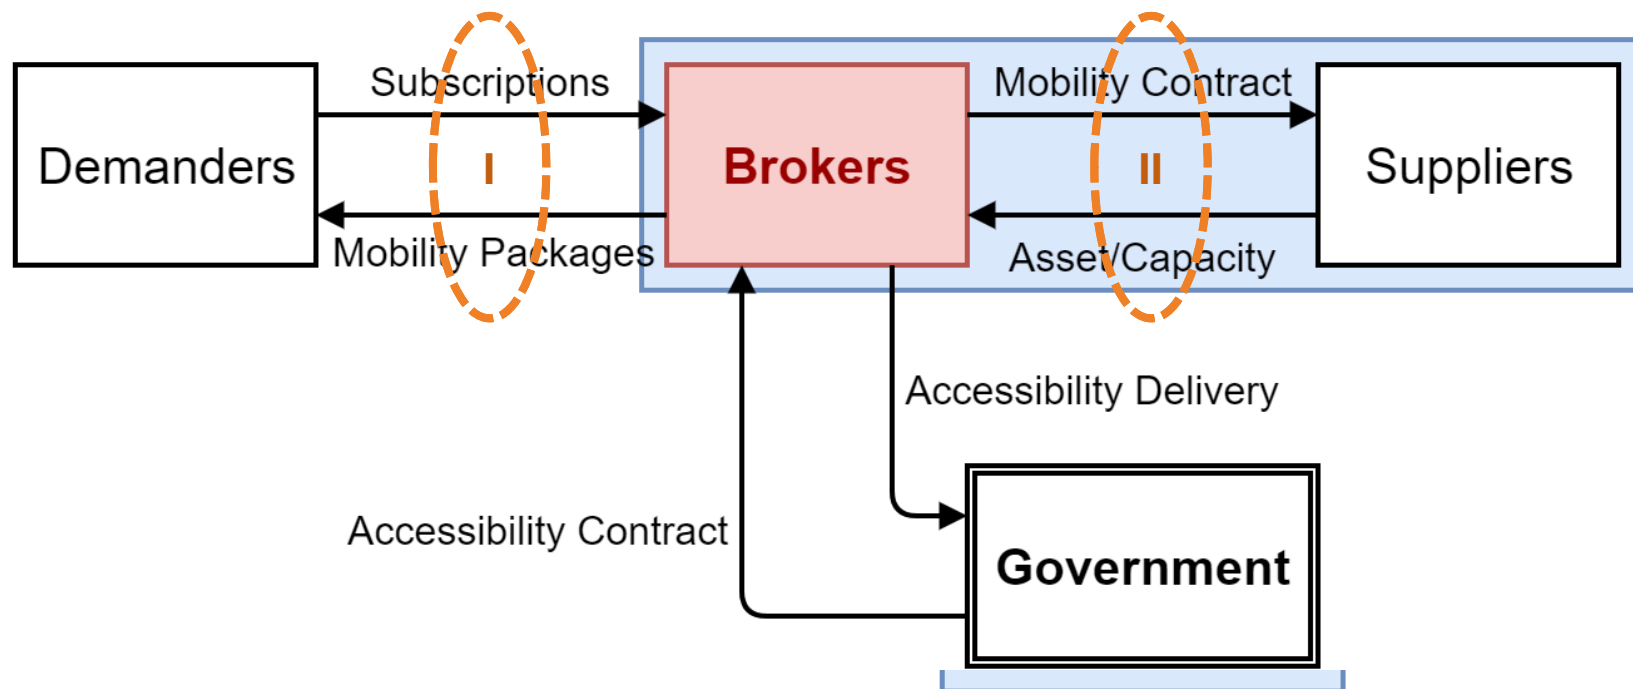 Subscriptions
Mobility Contract
Demanders
I
Brokers
II
Suppliers
Mobility Packages
Asset/Capacity
Accessibility Delivery
Accessibility Contract
Government